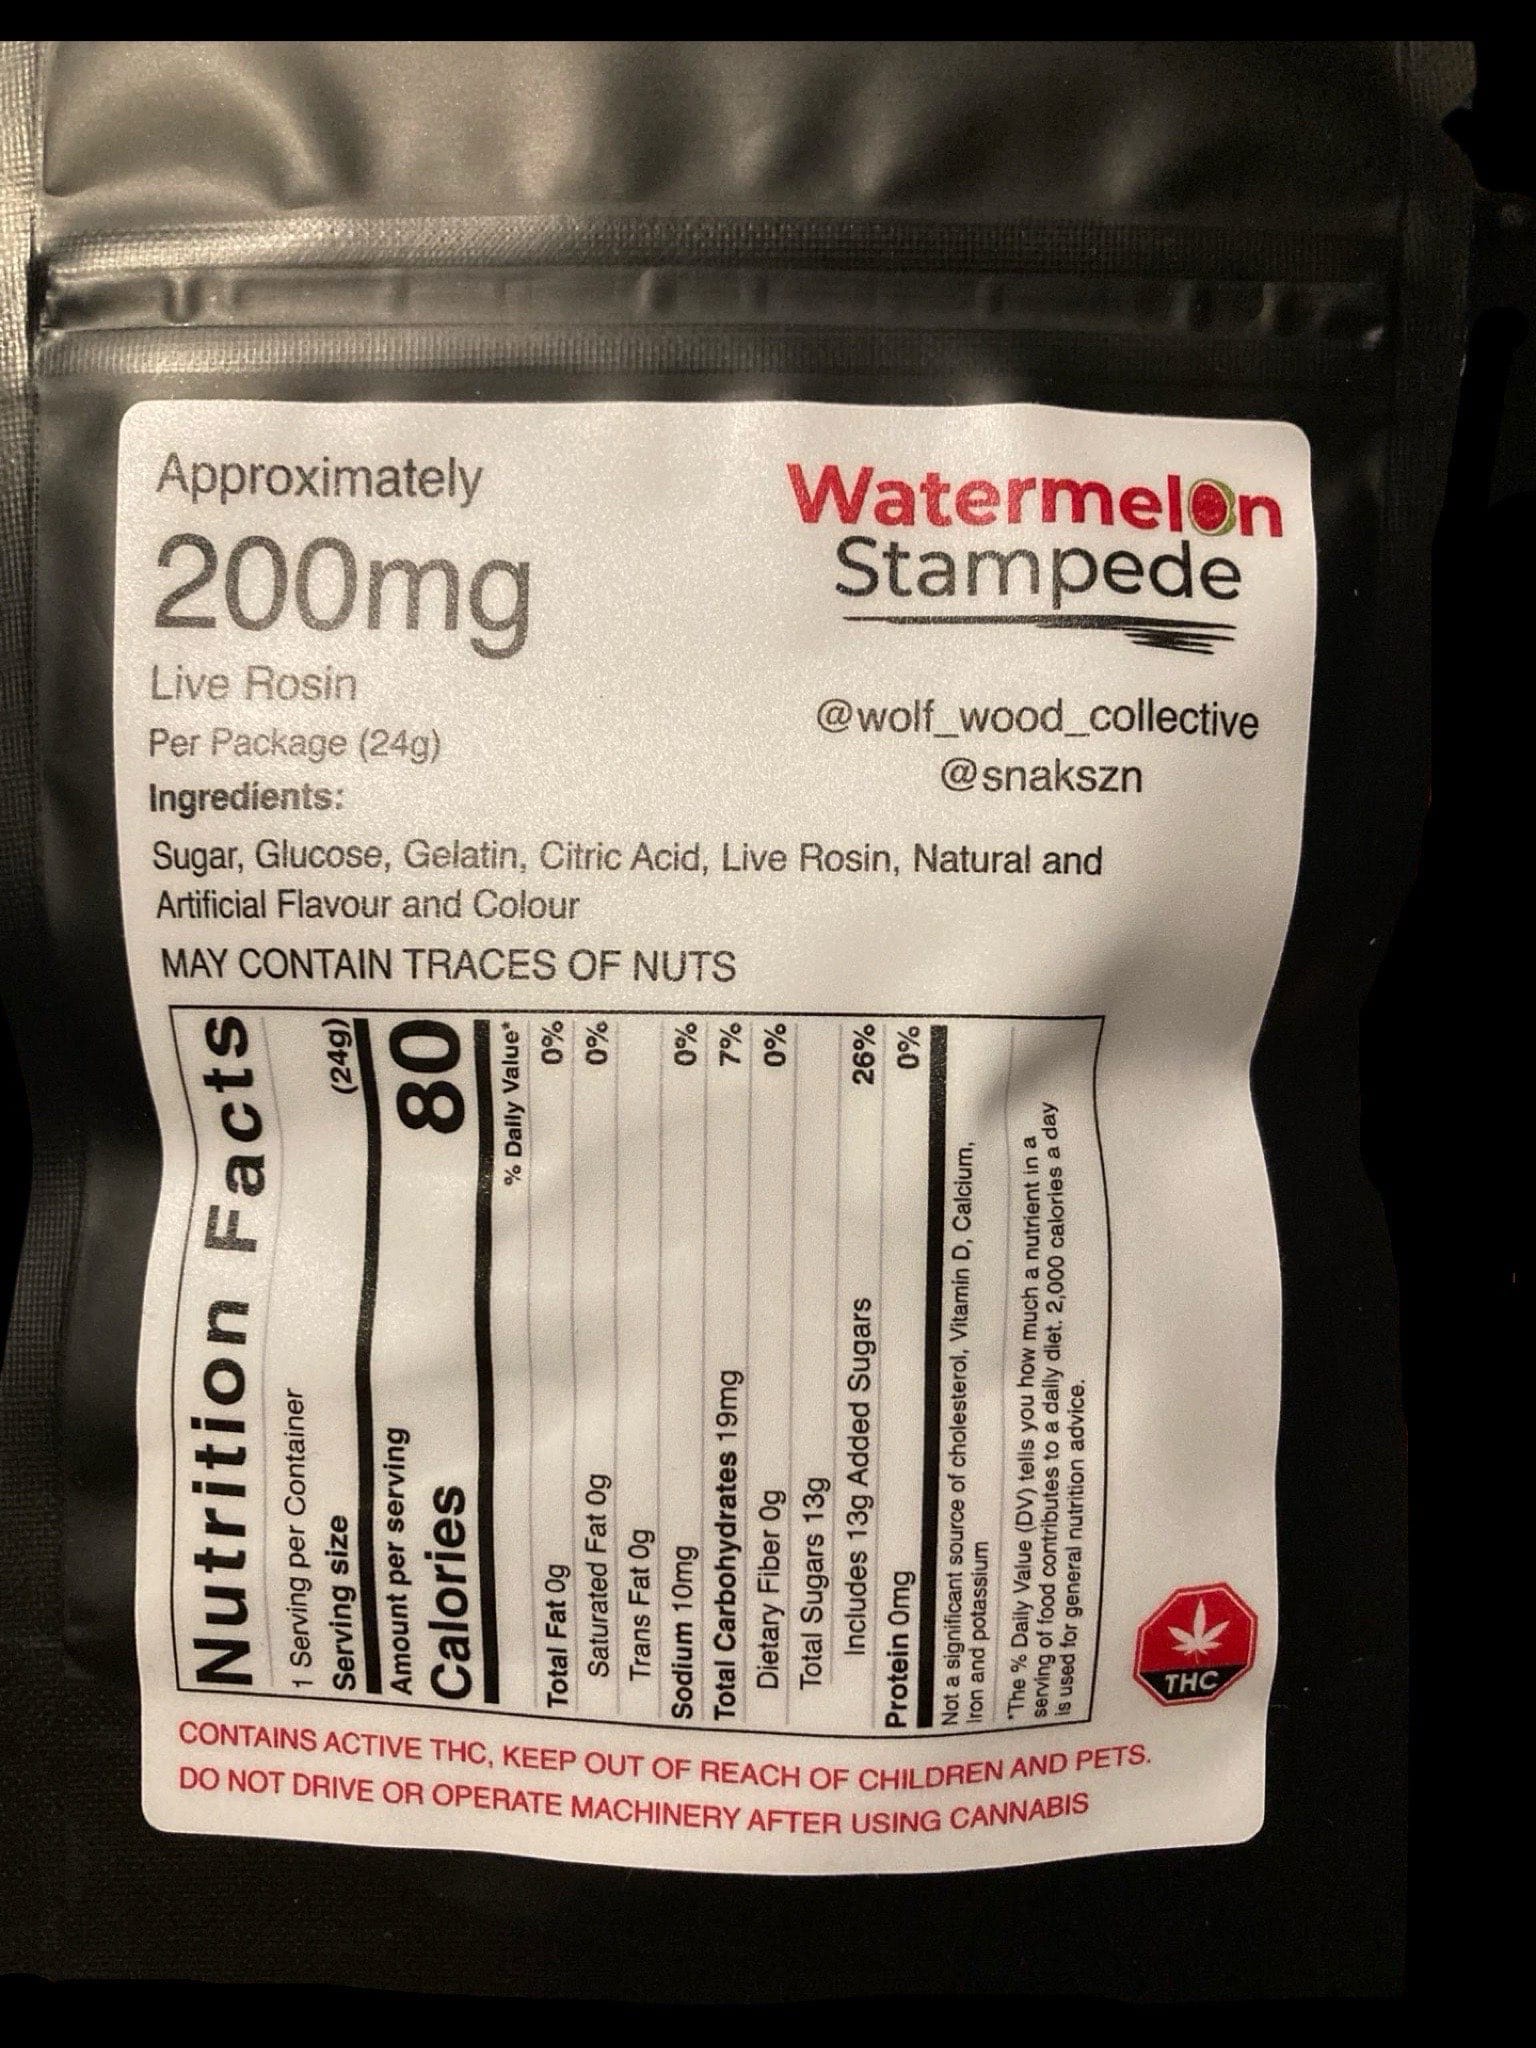 Approximately
200mg
Live Rosin
Per Package (24g)
Watermelon
Stampede
@wolf_wood_collective
@snakszn
Ingredients:
Sugar, Glucose, Gelatin, Citric Acid, Live Rosin, Natural and
Artificial Flavour and Colour
MAY CONTAIN TRACES OF NUTS
Nutrition Facts
1 Serving per Container
Serving size (24g)
Amount per serving
Calories 80
% Daily Value*
Total Fat 0g 0%
Saturated Fat 0g 0%
Trans Fat 0g
Sodium 10mg 0%
Total Carbohydrates 19mg 7%
Dietary Fiber 0g 0%
Total Sugars 13g
Includes 13g Added Sugars 26%
Protein 0mg 0%
Not a significant source of cholesterol, Vitamin D, Calcium,
Iron and potassium
*The % Daily Value (DV) tells you how much a nutrient in a
serving of food contributes to a daily diet. 2,000 calories a day
is used for general nutrition advice.
THC
CONTAINS ACTIVE THC, KEEP OUT OF REACH OF CHILDREN AND PETS.
DO NOT DRIVE OR OPERATE MACHINERY AFTER USING CANNABIS